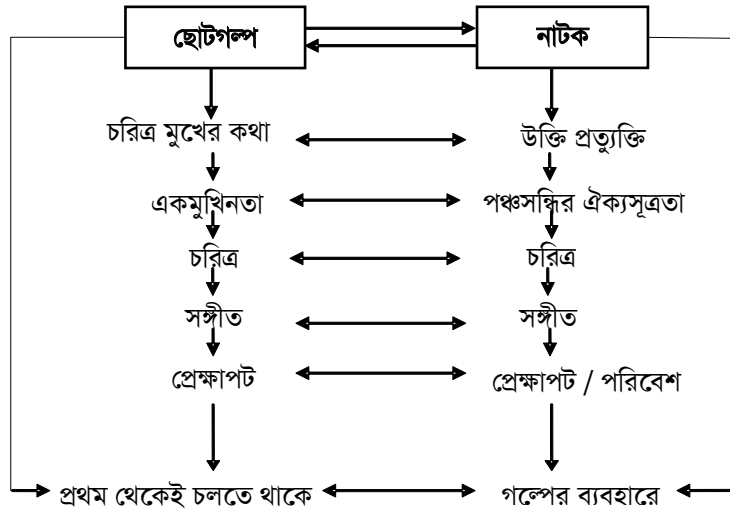 ছোটগল্প নাটক
চরিত্র মুখের কথা উক্তি প্রত্যুক্তি
একমুখিনতা পঞ্চসন্ধির ঐক্যসূত্রতা
চরিত্র চরিত্র
সঙ্গীত সঙ্গীত
প্রেক্ষাপট প্রেক্ষাপট / পরিবেশ
প্রথম থেকেই চলতে থাকে গল্পের ব্যবহারে